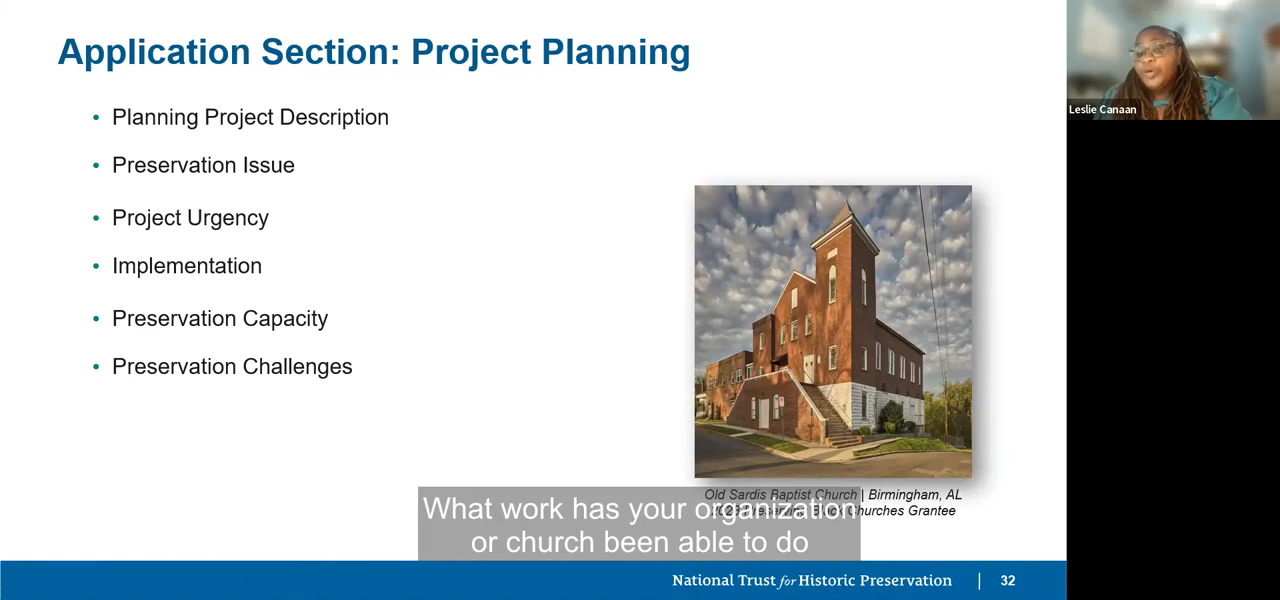 Application Section: Project Planning
• Planning Project Description
• Preservation Issue
• Project Urgency
• Implementation
• Preservation Capacity
• Preservation Challenges
Leslie Canaan
Old Sardis Baptist Church | Birmingham, AL
Preserving Black Churches Grantee
What work has your organization
or church been able to do
National Trust for Historic Preservation | 32